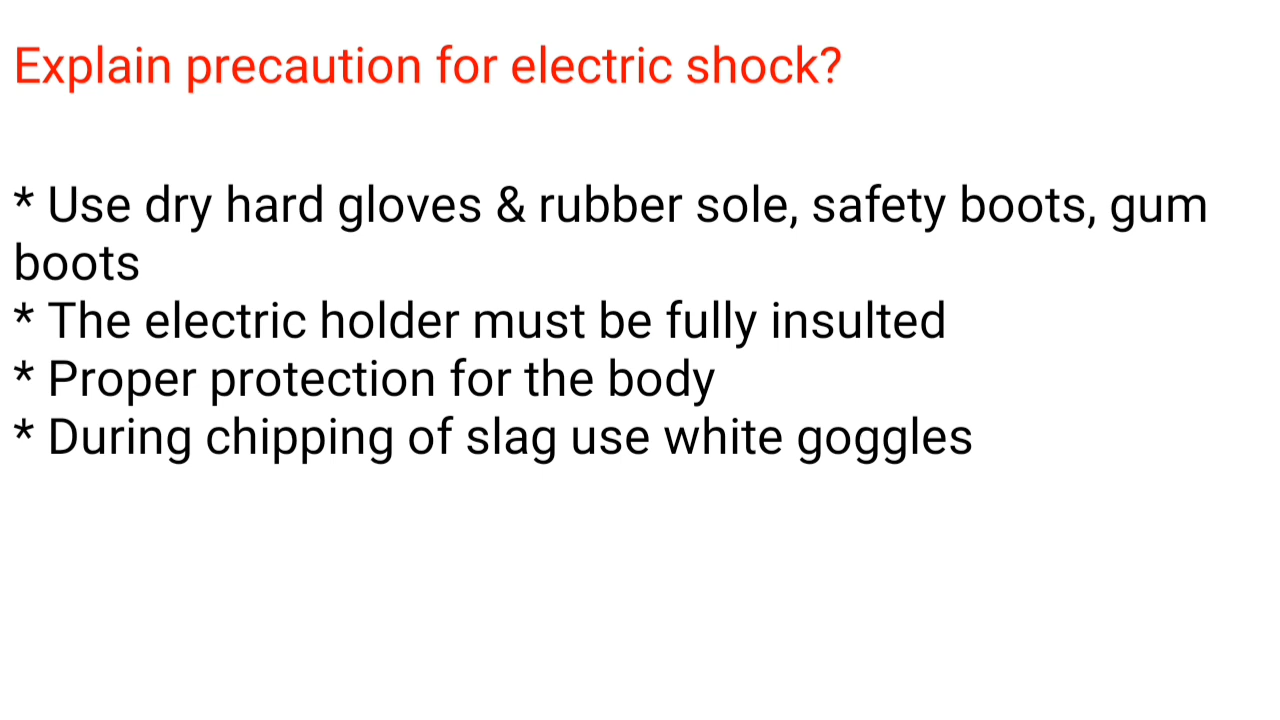 Explain precaution for electric shock?
* Use dry hard gloves & rubber sole, safety boots, gum
boots
* The electric holder must be fully insulted
* Proper protection for the body
* During chipping of slag use white goggles